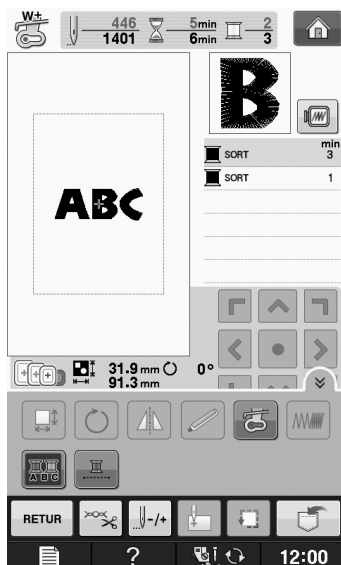 W±
446 5min 2
1401 6min 3
B
min
SORT 3
SORT 1
ABC
31.9 mm 0°
91.3 mm
A B C
RETUR -/+
? 12:00